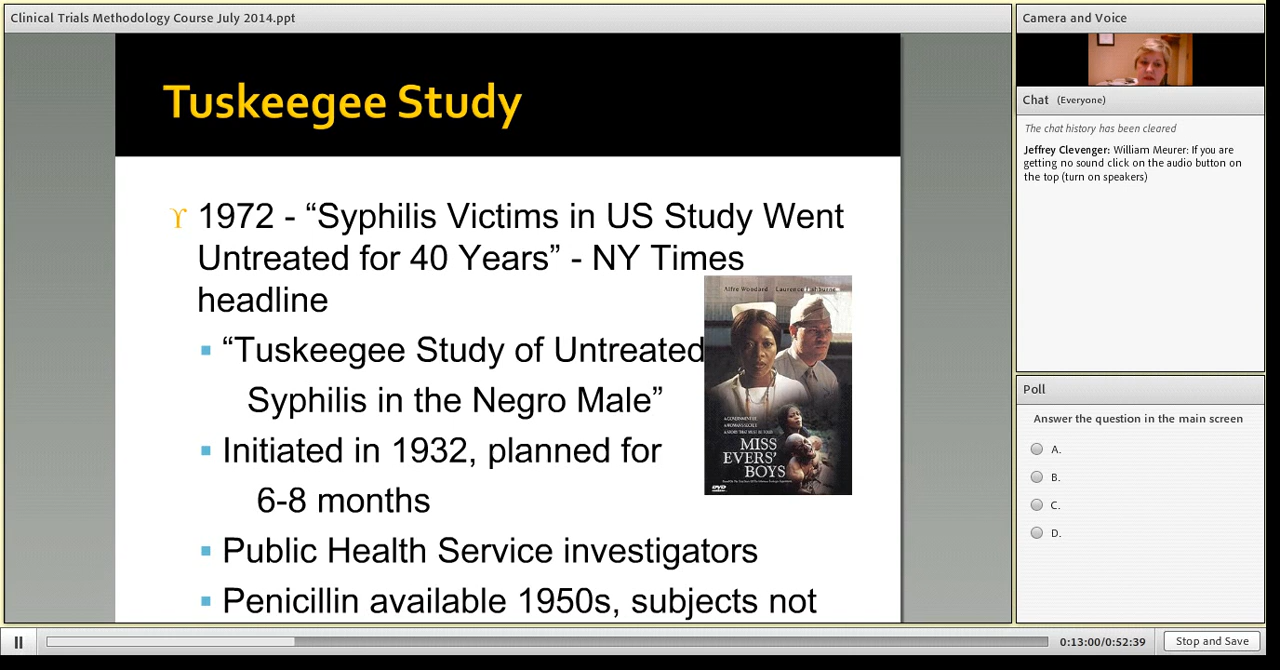 Clinical Trials Methodology Course July 2014.ppt
Tuskeegee Study
1972 - “Syphilis Victims in US Study Went
Untreated for 40 Years” - NY Times
headline
“Tuskeegee Study of Untreated
Syphilis in the Negro Male”
Initiated in 1932, planned for
6-8 months
Public Health Service investigators
Penicillin available 1950s, subjects not
Alfre Woodard Laurence Fishburne
MISS
EVERS’
BOYS
DVD
Camera and Voice
Chat (Everyone)
The chat history has been cleared
Jeffrey Clevenger: William Meurer: If you are
getting no sound click on the audio button on
the top (turn on speakers)
Poll
Answer the question in the main screen
A.
B.
C.
D.
0:13:00/0:52:39
Stop and Save